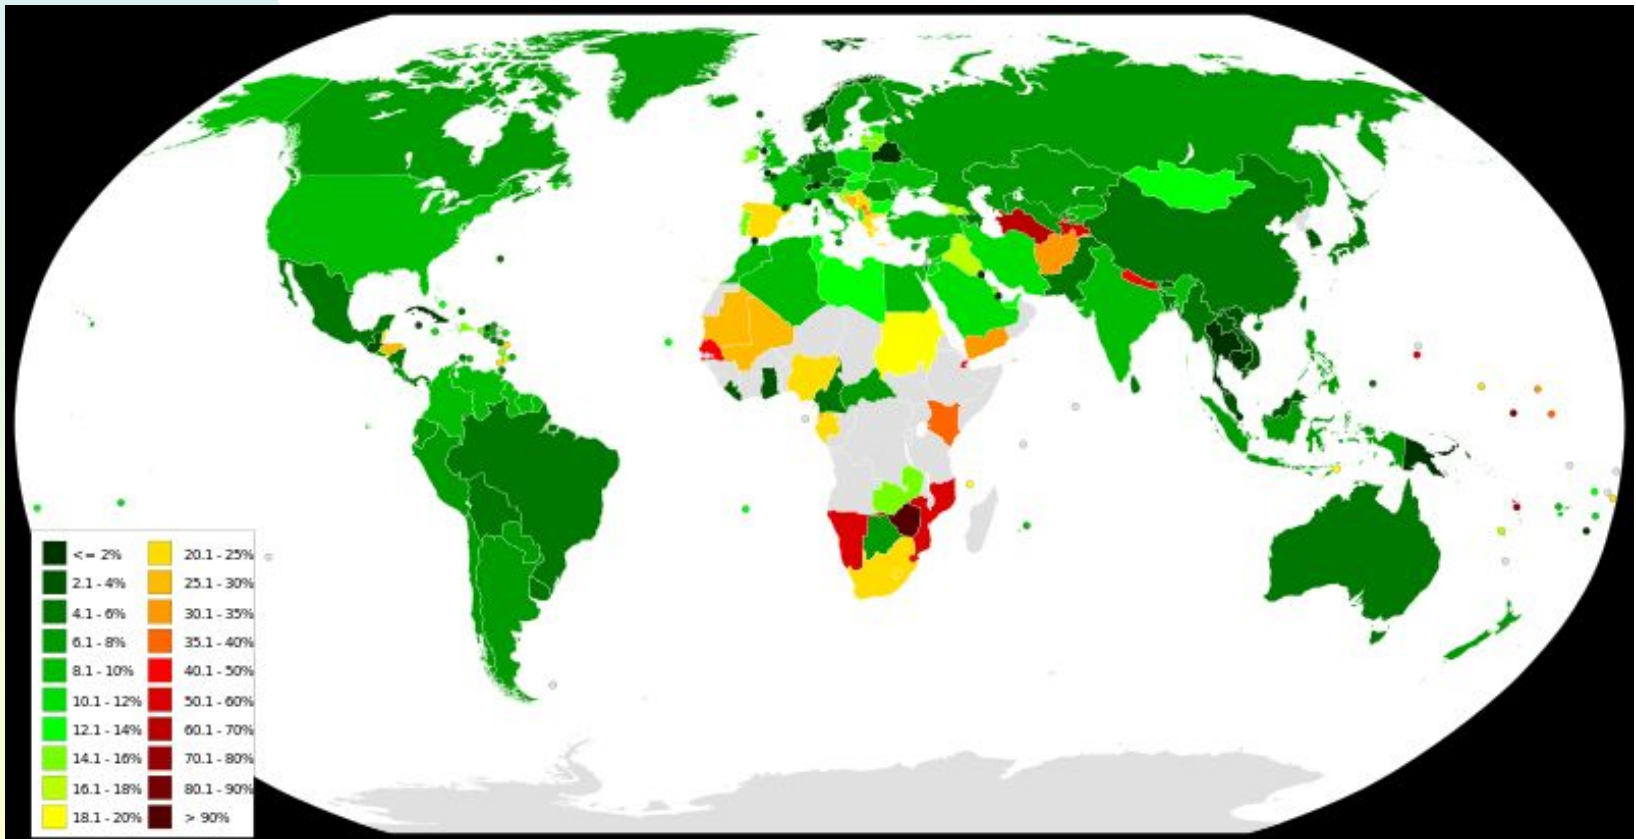 <= 2%
2.1 - 4%
4.1 - 6%
6.1 - 8%
8.1 - 10%
10.1 - 12%
12.1 - 14%
14.1 - 16%
16.1 - 18%
18.1 - 20%
20.1 - 25%
25.1 - 30%
30.1 - 35%
35.1 - 40%
40.1 - 50%
50.1 - 60%
60.1 - 70%
70.1 - 80%
80.1 - 90%
> 90%